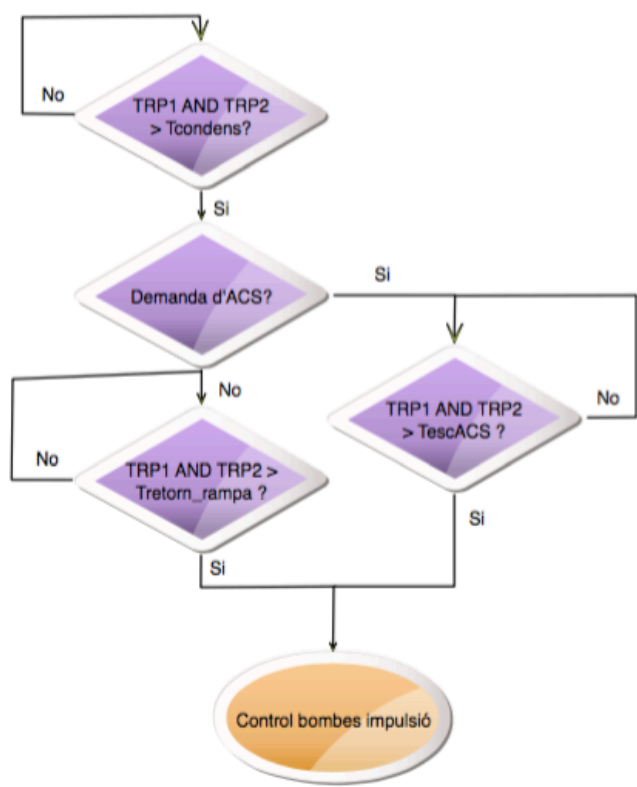 No
TRP1 AND TRP2
> Tcondens?
Si
Demanda d'ACS?
Si
No
TRP1 AND TRP2
> TescACS ?
No
No
TRP1 AND TRP2 >
Tretorn_rampa ?
Si
Si
Control bombes impulsió